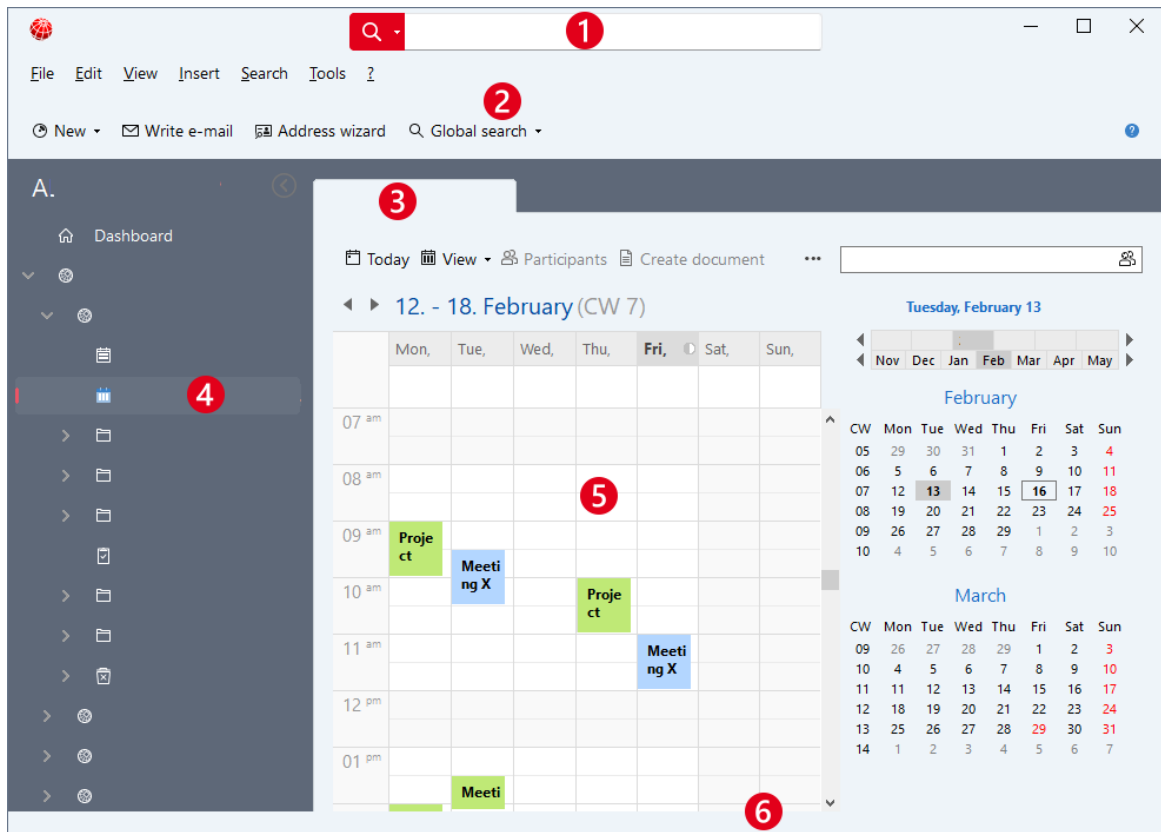 1
File Edit View Insert Search Tools ?
2
New Write e-mail Address wizard Global search ?
A.
3
Dashboard
Today View Participants Create document ...
12. - 18. February (CW 7)
Tuesday, February 13
Mon, Tue, Wed, Thu, Fri, Sat, Sun,
Nov Dec Jan Feb Mar Apr May
4
07 am
08 am
5
09 am
Proje
ct
Meeti
ng X
10 am
Proje
ct
11 am
Meeti
ng X
12 pm
01 pm
Meeti
6
February
CW Mon Tue Wed Thu Fri Sat Sun
05 29 30 31 1 2 3 4
06 5 6 7 8 9 10 11
07 12 13 14 15 16 17 18
08 19 20 21 22 23 24 25
09 26 27 28 29 1 2 3
10 4 5 6 7 8 9 10
March
CW Mon Tue Wed Thu Fri Sat Sun
09 26 27 28 29 1 2 3
10 4 5 6 7 8 9 10
11 11 12 13 14 15 16 17
12 18 19 20 21 22 23 24
13 25 26 27 28 29 30 31
14 1 2 3 4 5 6 7